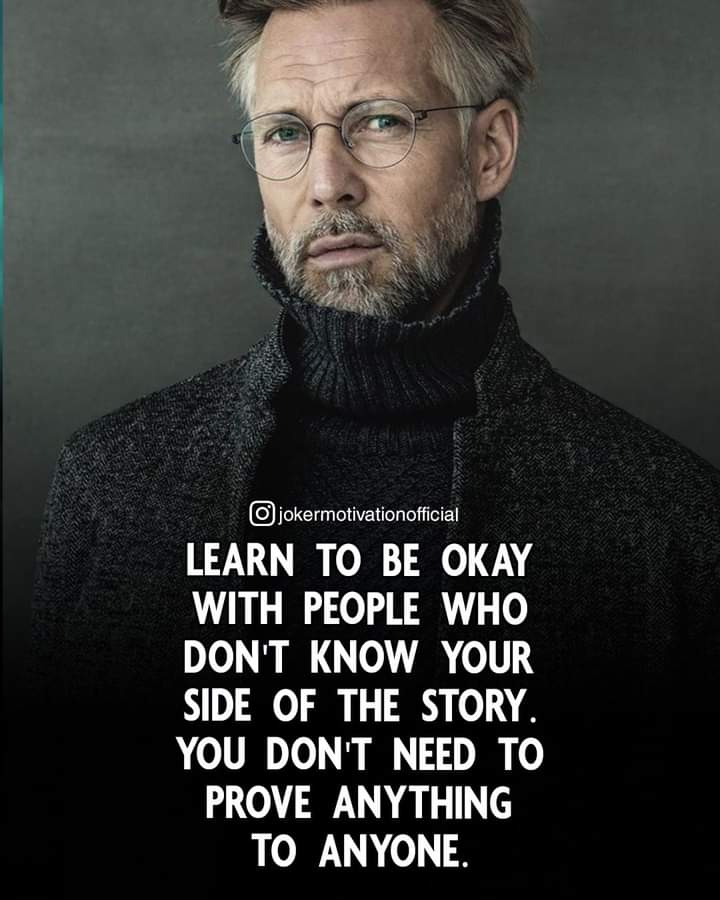 jokermotivationofficial
LEARN TO BE OKAY
WITH PEOPLE WHO
DON'T KNOW YOUR
SIDE OF THE STORY.
YOU DON'T NEED TO
PROVE ANYTHING
TO ANYONE.